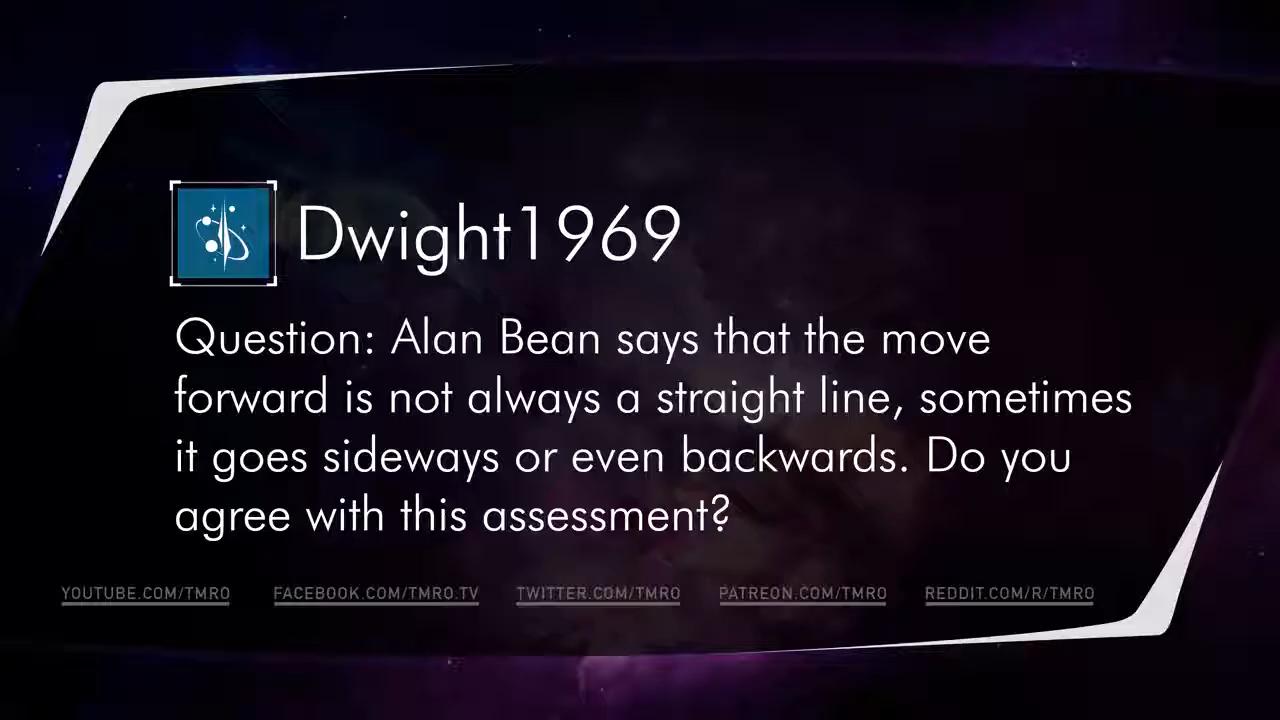 Dwight1969
Question: Alan Bean says that the move
forward is not always a straight line, sometimes
it goes sideways or even backwards. Do you
agree with this assessment?
YOUTUBE.COM/TMRO FACEBOOK.COM/TMRO.TV TWITTER.COM/TMRO PATREON.COM/TMRO REDDIT.COM/R/TMRO